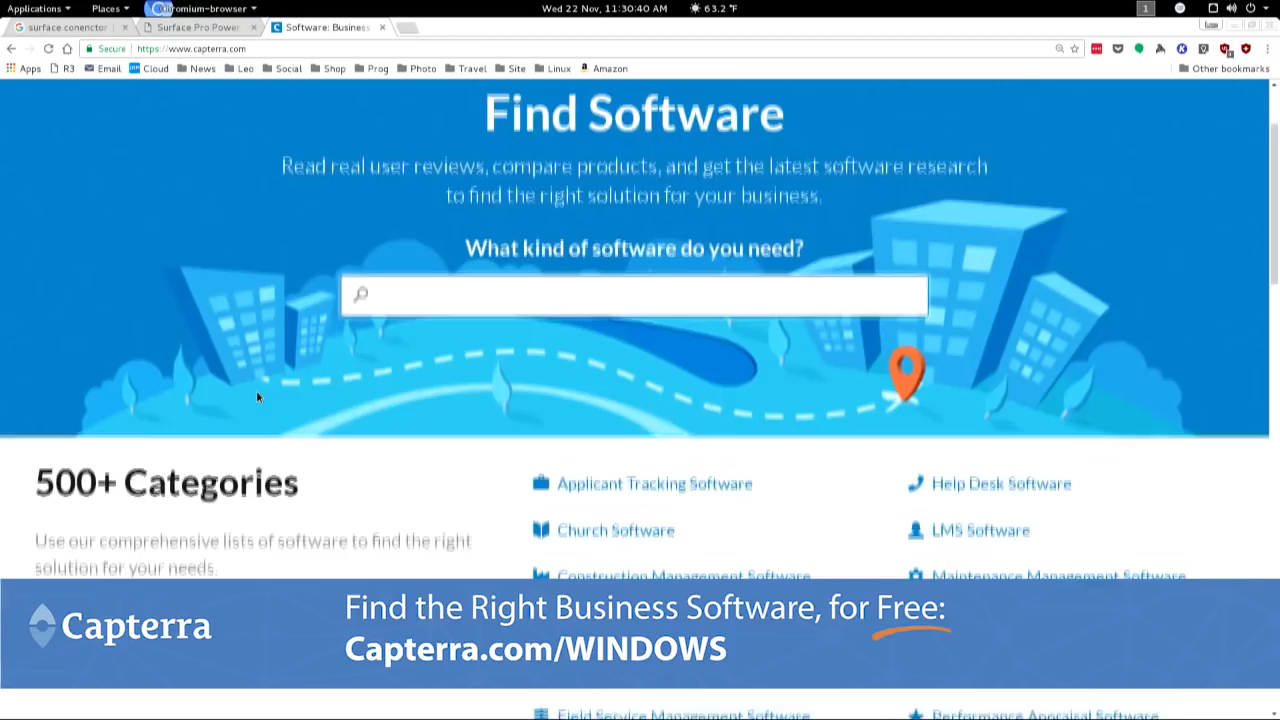 Applications Places Chromium-browser Wed 22 Nov, 11:30:40 AM 63.2 °F 1
surface conenctor Surface Pro Power Software: Business
Secure https://www.capterra.com
Apps R3 Email Cloud News Leo Social Shop Prog Photo Travel Site Linux Amazon Other bookmarks
Find Software
Read real user reviews, compare products, and get the latest software research
to find the right solution for your business.
What kind of software do you need?
500+ Categories
Use our comprehensive lists of software to find the right
solution for your needs.
Applicant Tracking Software
Help Desk Software
Church Software
LMS Software
Construction Management Software
Maintenance Management Software
Capterra
Find the Right Business Software, for Free:
Capterra.com/WINDOWS
Field Service Management Software
Performance Appraisal Software